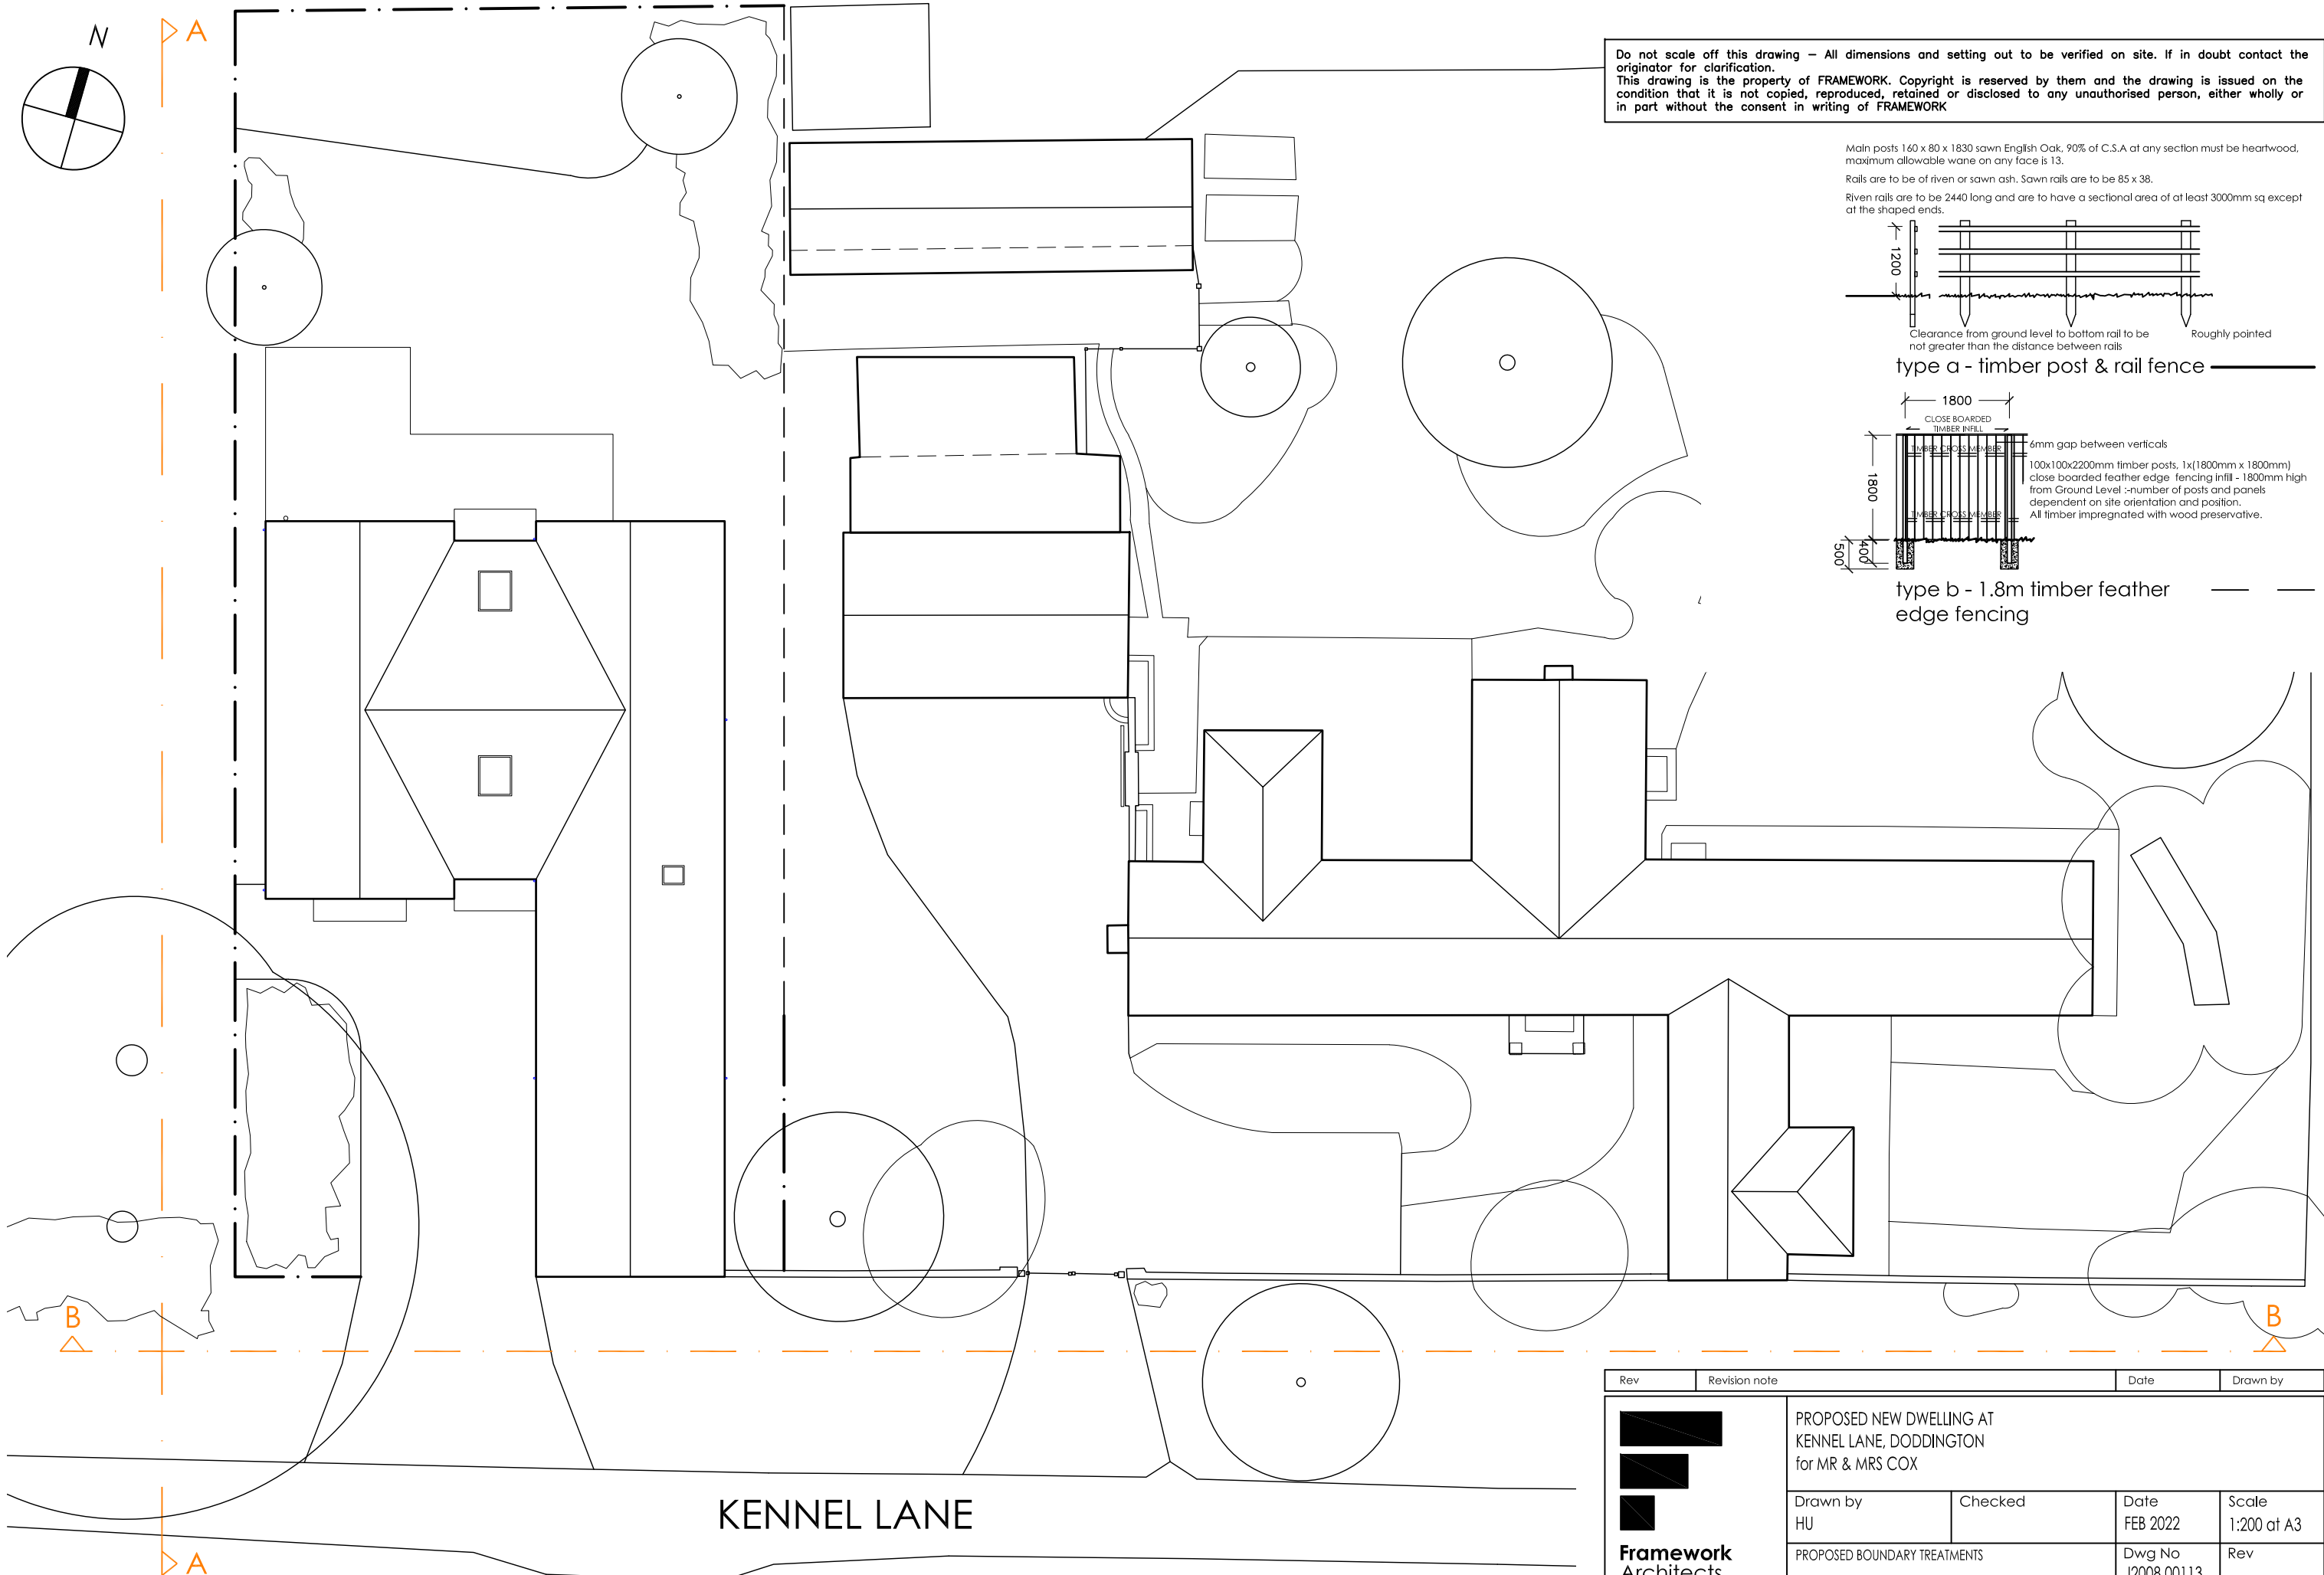 N
A
Do not scale off this drawing – All dimensions and setting out to be verified on site. If in doubt contact the
originator for clarification.
This drawing is the property of FRAMEWORK. Copyright is reserved by them and the drawing is issued on the
condition that it is not copied, reproduced, retained or disclosed to any unauthorised person, either wholly or
in part without the consent in writing of FRAMEWORK
Main posts 160 x 80 x 1830 sawn English Oak, 90% of C.S.A at any section must be heartwood,
maximum allowable wane on any face is 13.
Rails are to be of riven or sawn ash. Sawn rails are to be 85 x 38.
Riven rails are to be 2440 long and are to have a sectional area of at least 3000mm sq except
at the shaped ends.
1200
Clearance from ground level to bottom rail to be
not greater than the distance between rails
Roughly pointed
type a - timber post & rail fence
1800
CLOSE BOARDED
TIMBER INFILL
TIMBER CROSS MEMBER
6mm gap between verticals
100x100x2200mm timber posts, 1x(1800mm x 1800mm)
close boarded feather edge fencing infill - 1800mm high
from Ground Level :-number of posts and panels
dependent on site orientation and position.
All timber impregnated with wood preservative.
1800
TIMBER CROSS MEMBER
400
500
type b - 1.8m timber feather
edge fencing
B
B
KENNEL LANE
A
Rev Revision note Date Drawn by
PROPOSED NEW DWELLING AT
KENNEL LANE, DODDINGTON
for MR & MRS COX
Drawn by Checked Date Scale
HU FEB 2022 1:200 at A3
PROPOSED BOUNDARY TREATMENTS Dwg No Rev
J2008 00113
Framework
Architects